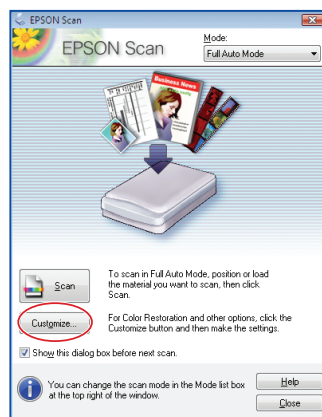 EPSON Scan
EPSON Scan
Mode:
Full Auto Mode
Business News
Scan
To scan in Full Auto Mode, position or load
the material you want to scan, then click
Scan.
Customize...
For Color Restoration and other options, click the
Customize button and then make the settings.
Show this dialog box before next scan.
You can change the scan mode in the Mode list box
at the top right of the window.
Help
Close